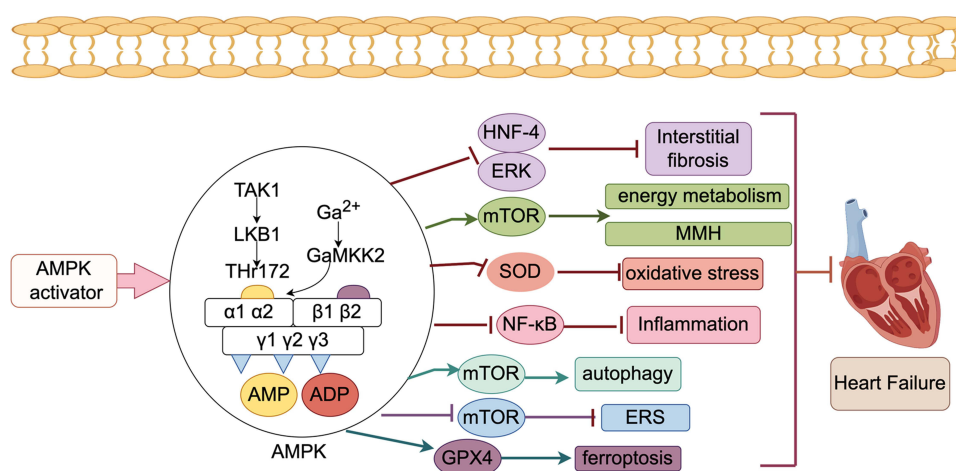 AMPK
activator
TAK1
LKB1
THr172
Ga²⁺
GaMKK2
α1 α2
β1 β2
γ1 γ2 γ3
AMP
ADP
AMPK
HNF-4
ERK
Interstitial
fibrosis
mTOR
energy metabolism
MMH
SOD
oxidative stress
NF-κB
Inflammation
mTOR
autophagy
mTOR
ERS
GPX4
ferroptosis
Heart Failure